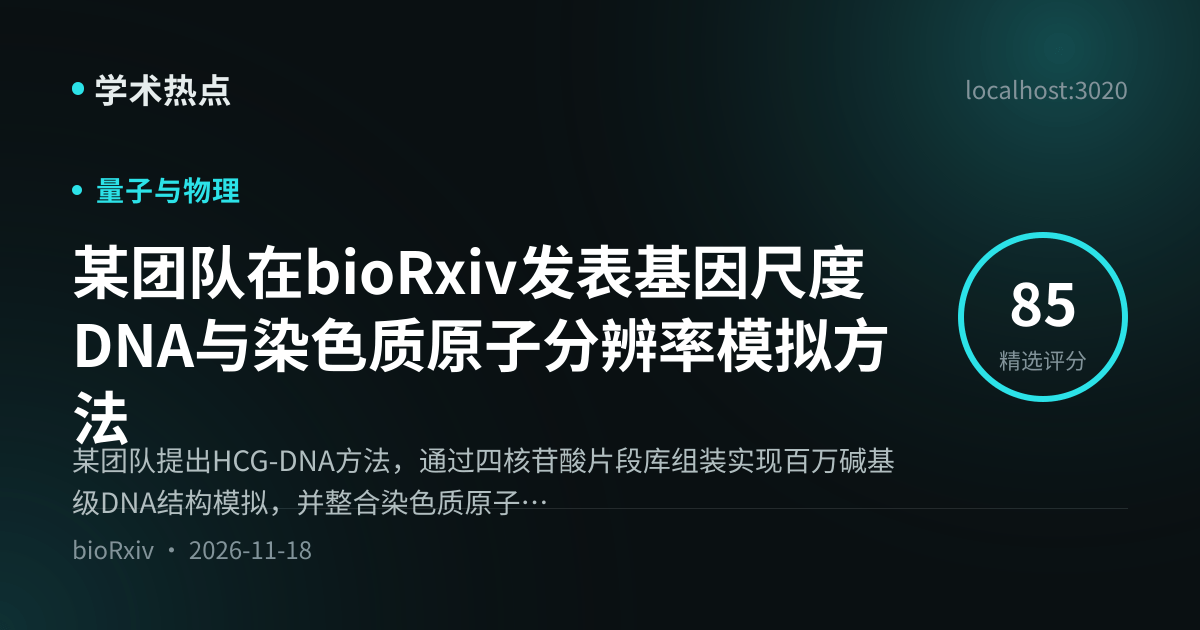 学术热点
localhost:3020
量子与物理
某团队在bioRxiv发表基因尺度
DNA与染色质原子分辨率模拟方
法
85
精选评分
某团队提出HCG-DNA方法，通过四核苷酸片段库组装实现百万碱基
级DNA结构模拟，并整合染色质原子…
bioRxiv • 2026-11-18